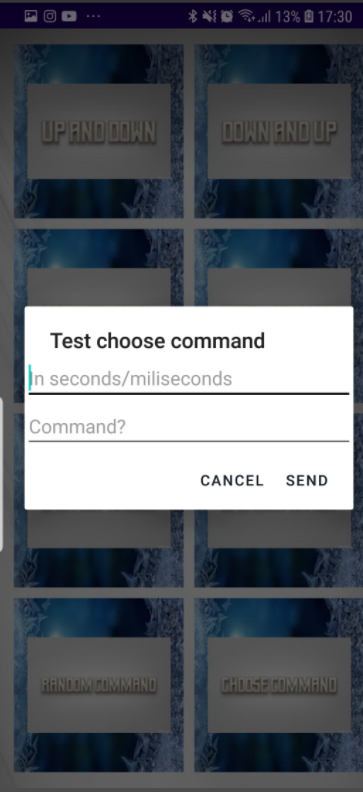 13% 17:30
UP AND DOWN
DOWN AND UP
Test choose command
In seconds/miliseconds
Command?
CANCEL SEND
RANDOM COMMAND
CHOOSE COMMAND